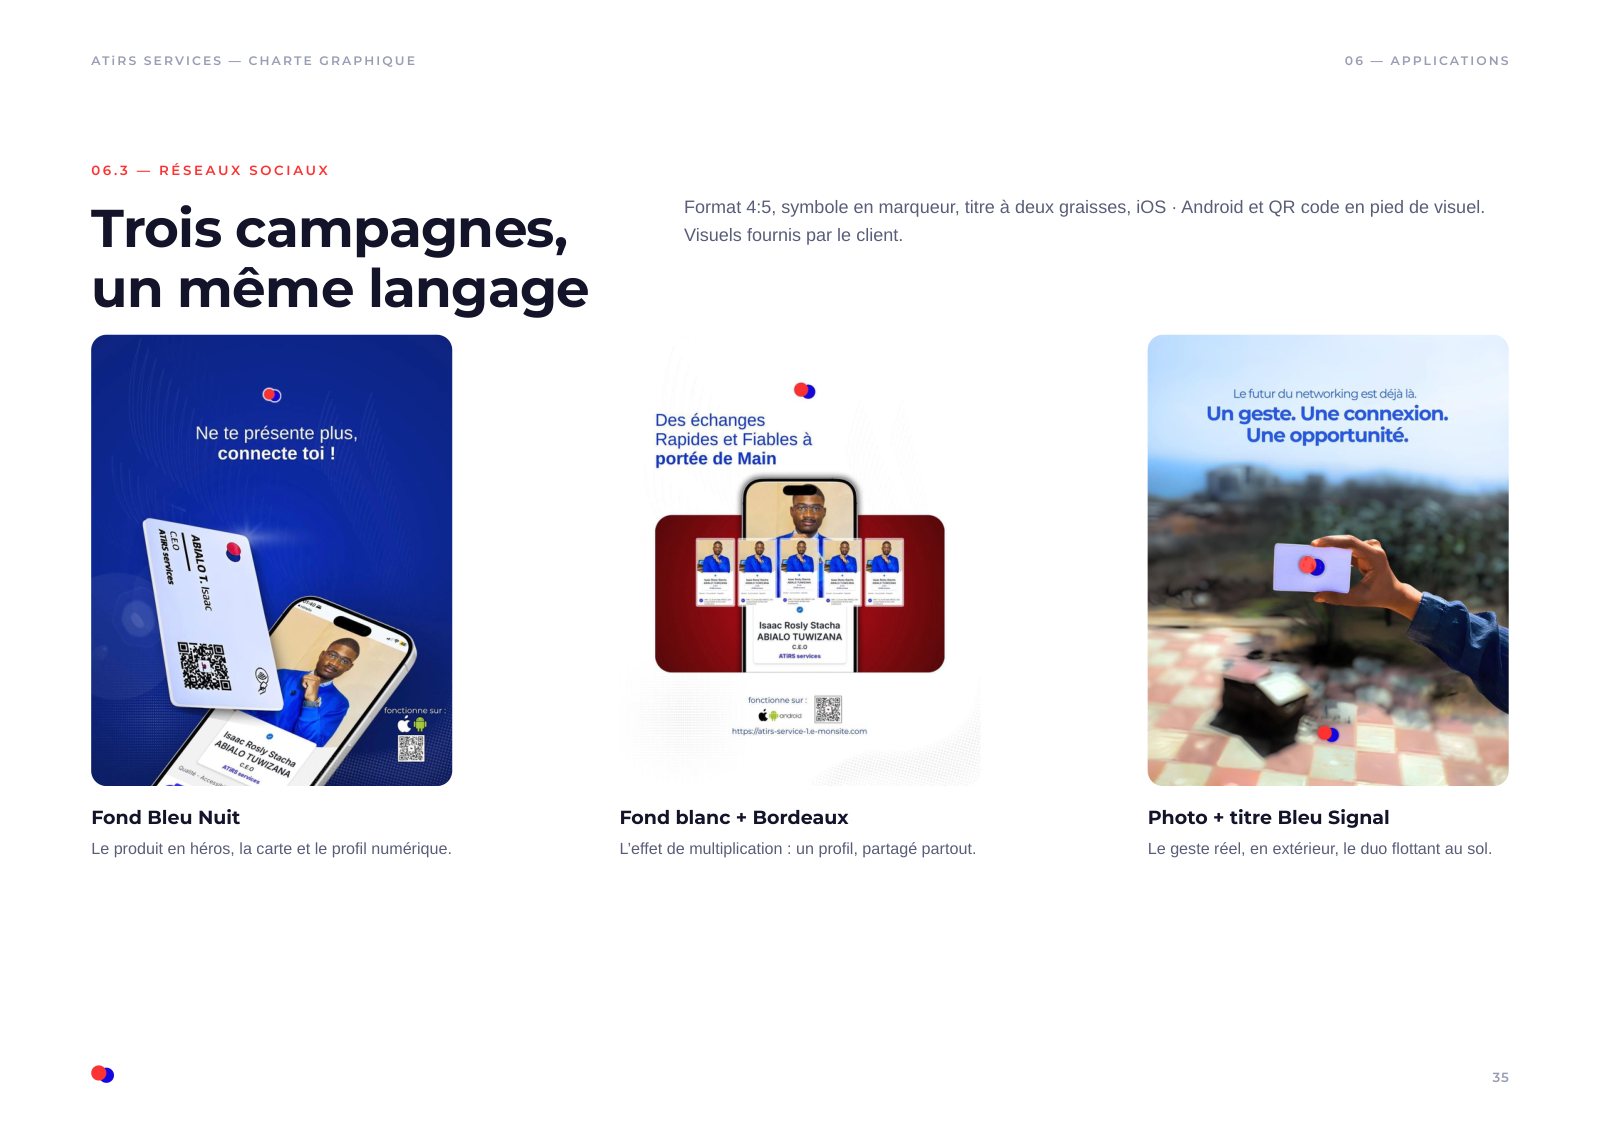 ATiRS SERVICES — CHARTE GRAPHIQUE
06 — APPLICATIONS
06.3 — RÉSEAUX SOCIAUX
Trois campagnes,
un même langage
Format 4:5, symbole en marqueur, titre à deux graisses, iOS · Android et QR code en pied de visuel.
Visuels fournis par le client.
Ne te présente plus,
connecte toi !
ABIALO T. Isaac
C.E.O
ATiRS services
Isaac Rosly Stacha
ABIALO TUWIZANA
C.E.O
ATiRS services
fonctionne sur :
Fond Bleu Nuit
Le produit en héros, la carte et le profil numérique.
Des échanges
Rapides et Fiables à
portée de Main
Isaac Rosly Stacha
ABIALO TUWIZANA
C.E.O
ATiRS services
fonctionne sur :
android
https://atirs-service-1.e-monsite.com
Fond blanc + Bordeaux
L'effet de multiplication : un profil, partagé partout.
Le futur du networking est déjà là.
Un geste. Une connexion.
Une opportunité.
Photo + titre Bleu Signal
Le geste réel, en extérieur, le duo flottant au sol.
35